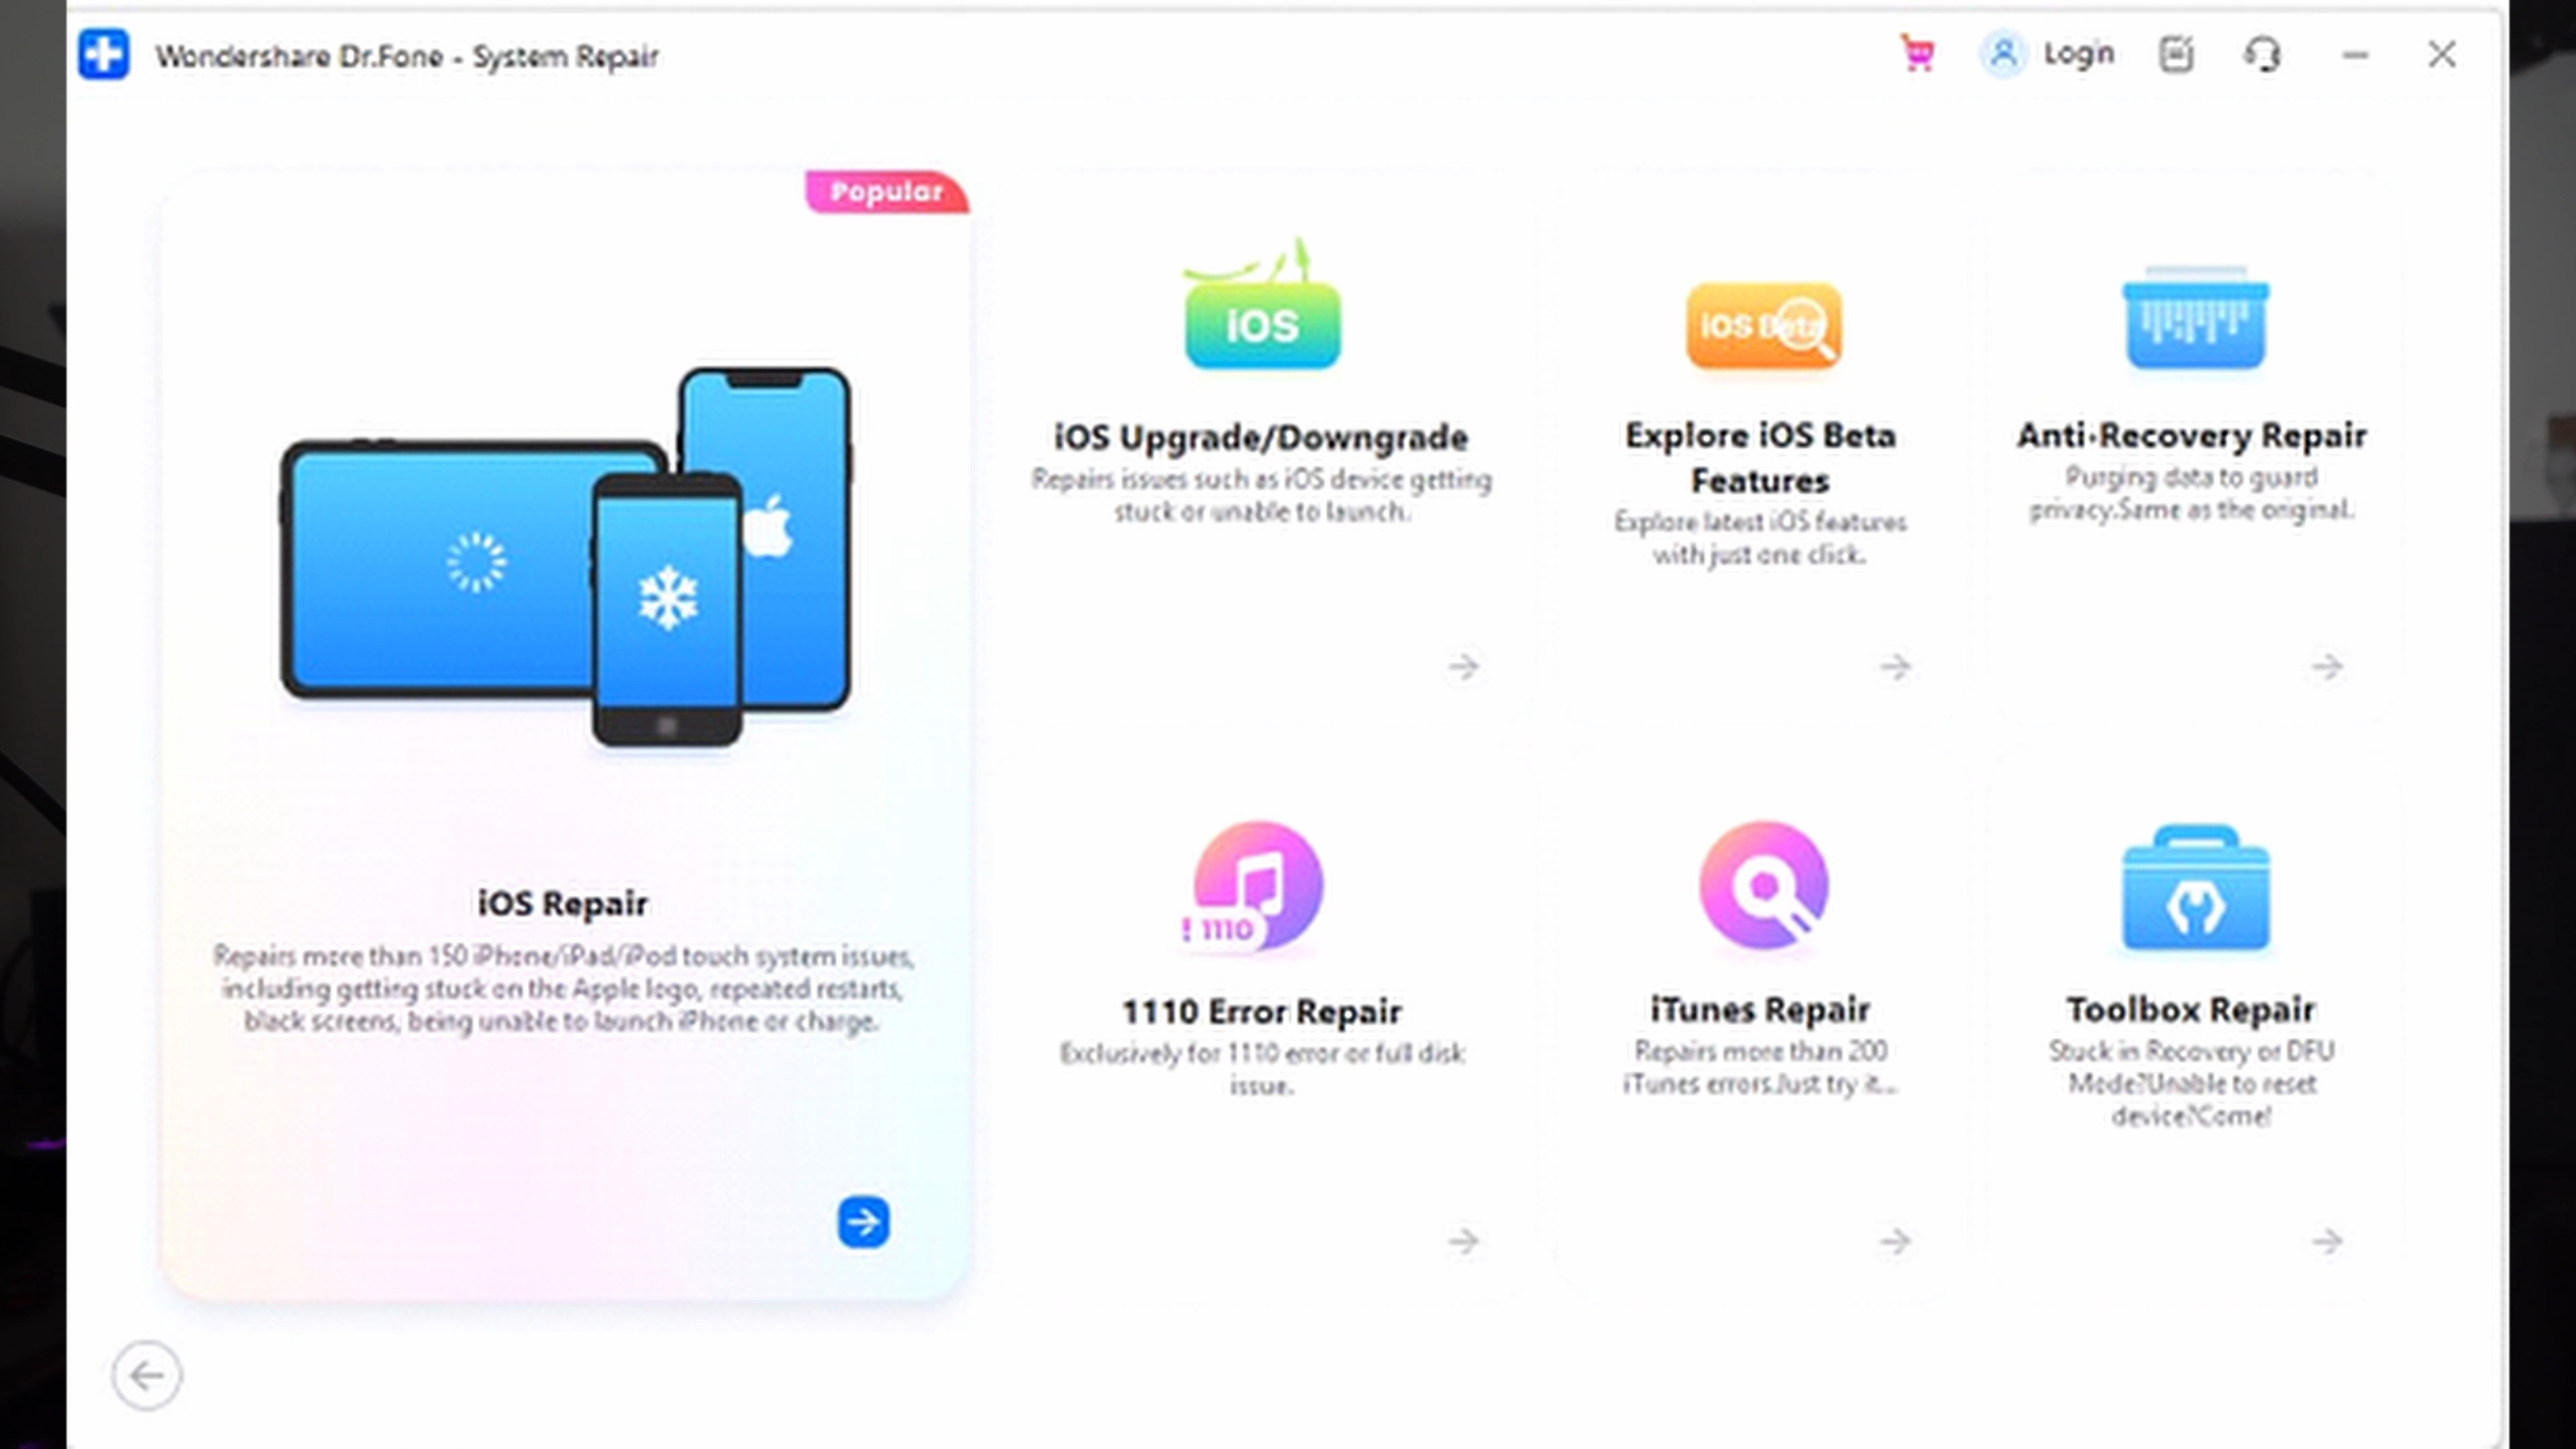 Wondershare Dr.Fone - System Repair
Login
Popular
iOS Repair
Repairs more than 150 iPhone/iPad/iPod touch system issues,
including getting stuck on the Apple logo, repeated restarts,
black screens, being unable to launch iPhone or charge.
iOS
iOS Upgrade/Downgrade
Repairs issues such as iOS device getting
stuck or unable to launch.
iOS Beta
Explore iOS Beta
Features
Explore latest iOS features
with just one click.
Anti-Recovery Repair
Purging data to guard
privacy.Same as the original.
! 1110
1110 Error Repair
Exclusively for 1110 error or full disk
issue.
iTunes Repair
Repairs more than 200
iTunes errors.Just try it...
Toolbox Repair
Stuck in Recovery or DFU
Mode?Unable to reset
device?Come!